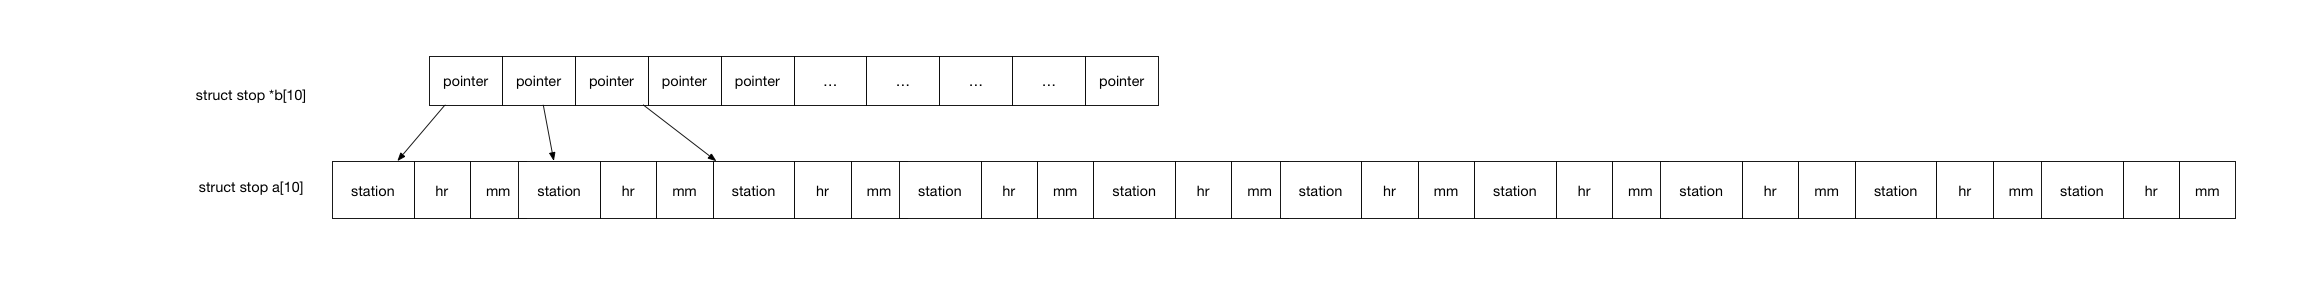 struct stop *b[10]
pointer pointer pointer pointer pointer ... ... ... ... pointer
struct stop a[10]
station hr mm station hr mm station hr mm station hr mm station hr mm station hr mm station hr mm station hr mm station hr mm station hr mm